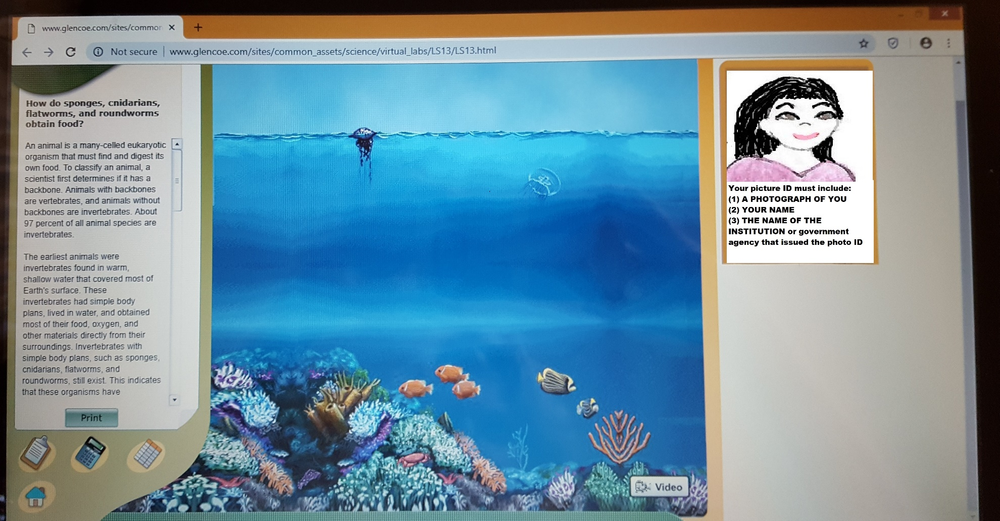 www.glencoe.com/sites/common
Not secure
www.glencoe.com/sites/common_assets/science/virtual_labs/LS13/LS13.html
How do sponges, cnidarians,
flatworms, and roundworms
obtain food?
An animal is a many-celled eukaryotic
organism that must find and digest its
own food. To classify an animal, a
scientist first determines if it has a
backbone. Animals with backbones
are vertebrates, and animals without
backbones are invertebrates. About
97 percent of all animal species are
invertebrates.
The earliest animals were
invertebrates found in warm,
shallow water that covered most of
Earth's surface. These
invertebrates had simple body
plans, lived in water, and obtained
most of their food, oxygen, and
other materials directly from their
surroundings. Invertebrates with
simple body plans, such as sponges,
cnidarians, flatworms, and
roundworms, still exist. This indicates
that these organisms have
Print
Video
Your picture ID must include:
(1) A PHOTOGRAPH OF YOU
(2) YOUR NAME
(3) THE NAME OF THE
INSTITUTION or government
agency that issued the photo ID